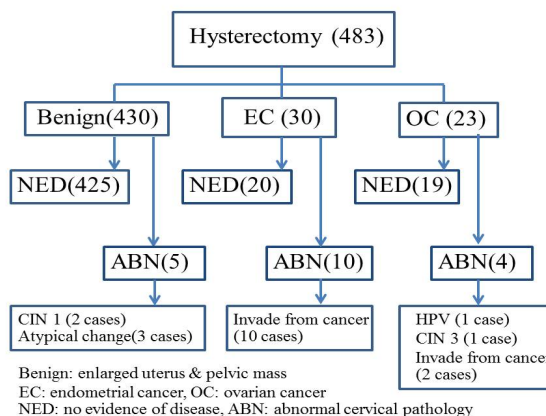 Hysterectomy (483)
Benign(430)
EC (30)
OC (23)
NED(425)
NED(20)
NED(19)
ABN(5)
ABN(10)
ABN(4)
CIN 1 (2 cases)
Atypical change(3 cases)
Invade from cancer
(10 cases)
HPV (1 case)
CIN 3 (1 case)
Invade from cancer
(2 cases)
Benign: enlarged uterus & pelvic mass
EC: endometrial cancer, OC: ovarian cancer
NED: no evidence of disease, ABN: abnormal cervical pathology